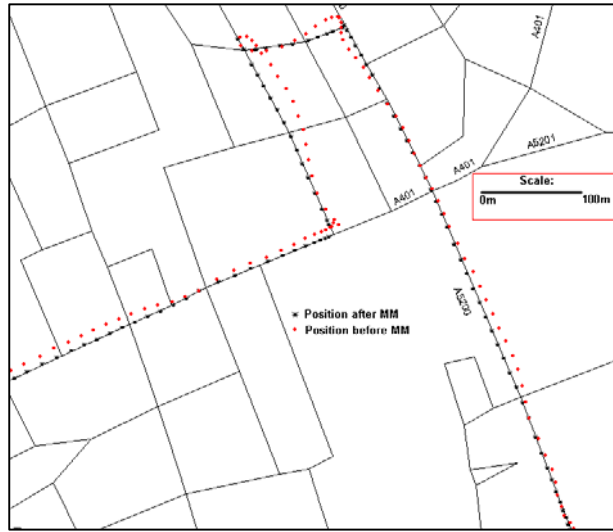 A401
A5201
A401
A401
Scale:
0m 100m
A5200
Position after MM
Position before MM